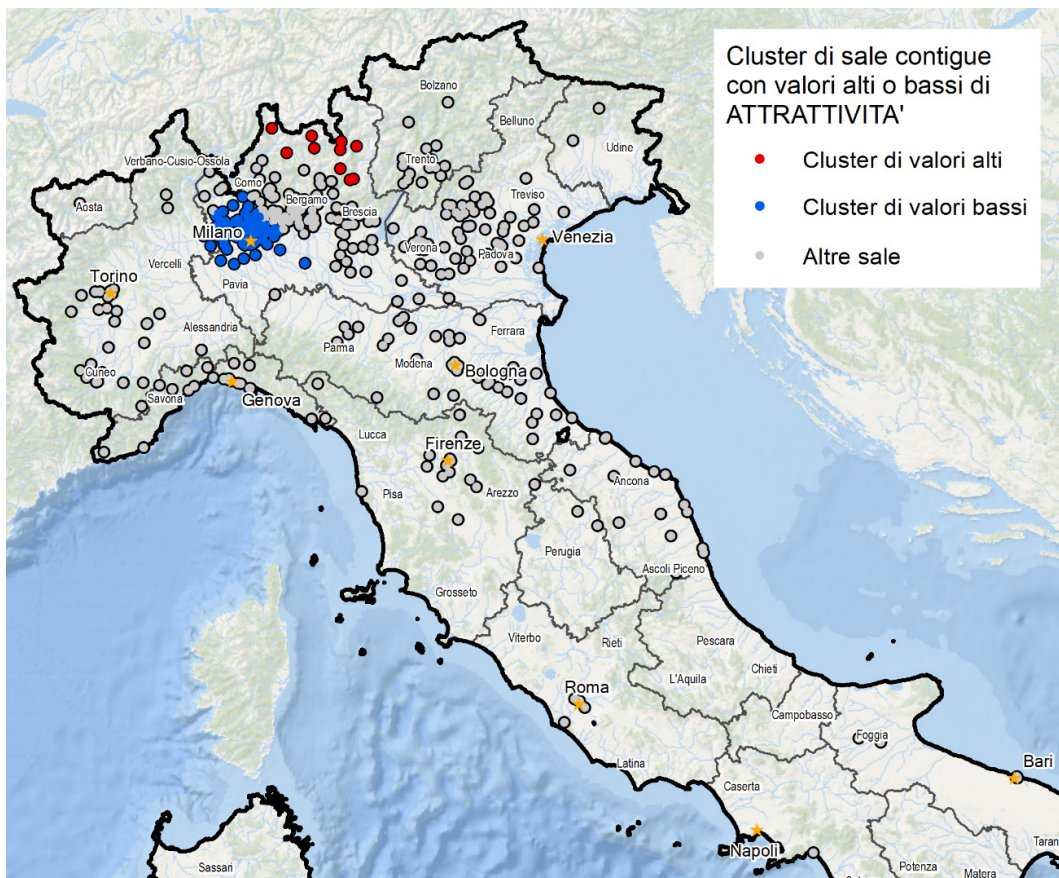 Cluster di sale contigue
con valori alti o bassi di
ATTRATTIVITA'
Cluster di valori alti
Cluster di valori bassi
Altre sale
Bolzano
Belluno
Udine
Verbano-Cusio-Ossola
Trento
Como
Aosta
Bergamo
Treviso
Brescia
Milano
Venezia
Verona
Padova
Vercelli
Torino
Pavia
Alessandria
Ferrara
Parma
Modena
Cuneo
Bologna
Savona
Genova
Lucca
Firenze
Ancona
Pisa
Arezzo
Perugia
Ascoli Piceno
Grosseto
Viterbo
Rieti
Pescara
L'Aquila
Chieti
Roma
Campobasso
Foggia
Latina
Bari
Caserta
Napoli
Taran
Sassari
Potenza
Matera